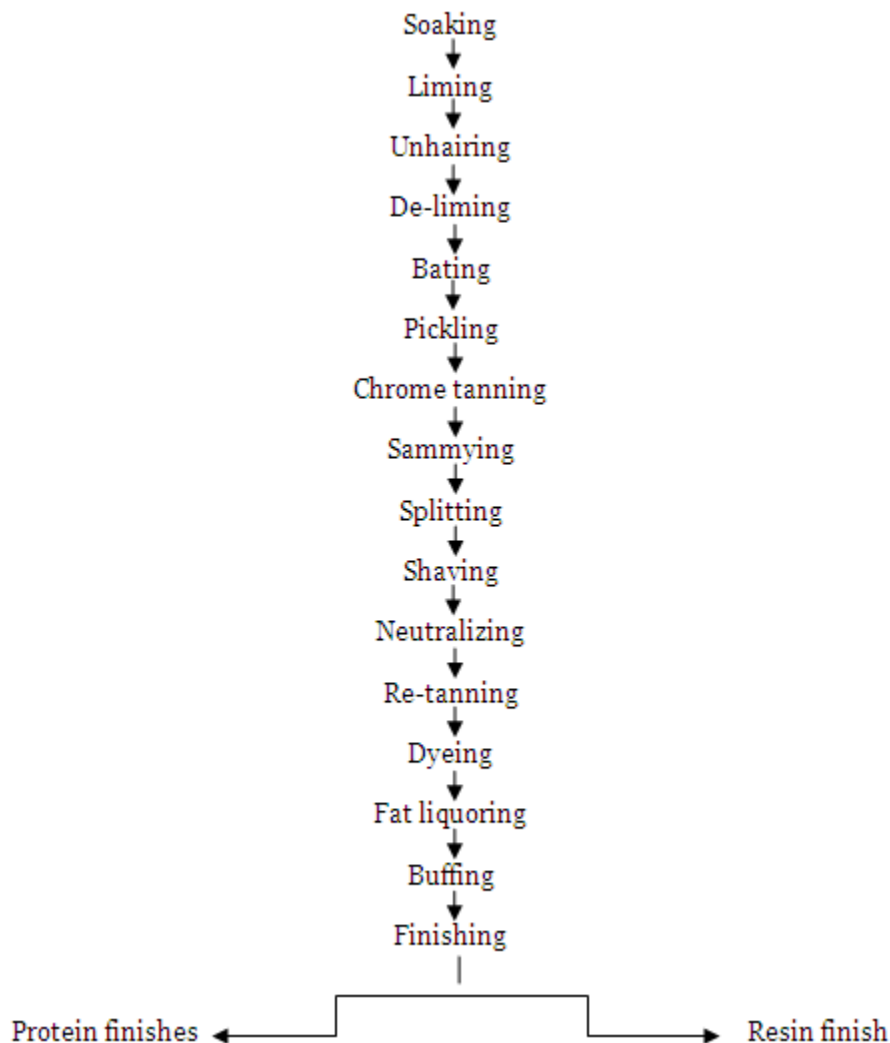 Soaking
Liming
Unhairing
De-liming
Bating
Pickling
Chrome tanning
Sammying
Splitting
Shaving
Neutralizing
Re-tanning
Dyeing
Fat liquoring
Buffing
Finishing
Protein finishes
Resin finish